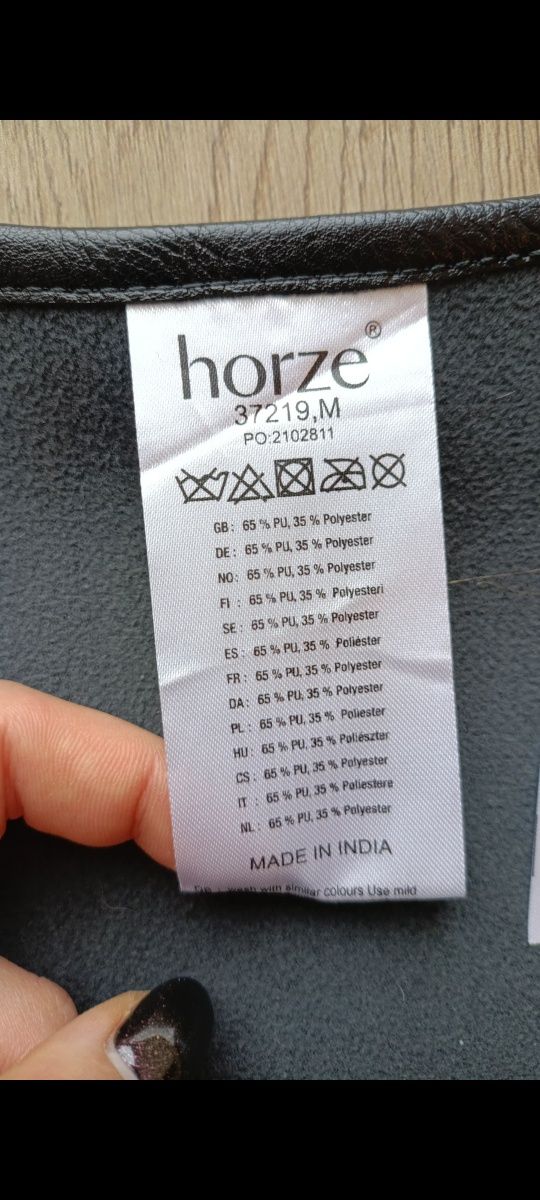 horze®
37219,M
PO:2102811
GB: 65 % PU, 35 % Polyester
DE: 65 % PU, 35 % Polyester
NO: 65 % PU, 35 % Polyester
FI : 65 % PU, 35 % Polyesteri
SE: 65 % PU, 35 % Polyester
ES: 65 % PU, 35 % Poliéster
FR: 65 % PU, 35 % Polyester
DA: 65 % PU, 35 % Polyester
PL: 65 % PU, 35 % Poliester
HU: 65 % PU, 35 % Poliészter
CS: 65 % PU, 35 % Polyester
IT : 65 % PU, 35 % Poliestere
NL: 65 % PU, 35 % Polyester
MADE IN INDIA
wash with similar colours Use mild